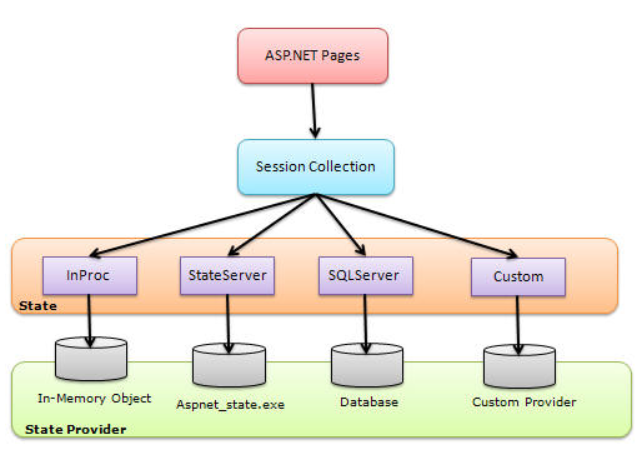 ASP.NET Pages
Session Collection
InProc
StateServer
SQLServer
Custom
State
In-Memory Object
Aspnet_state.exe
Database
Custom Provider
State Provider